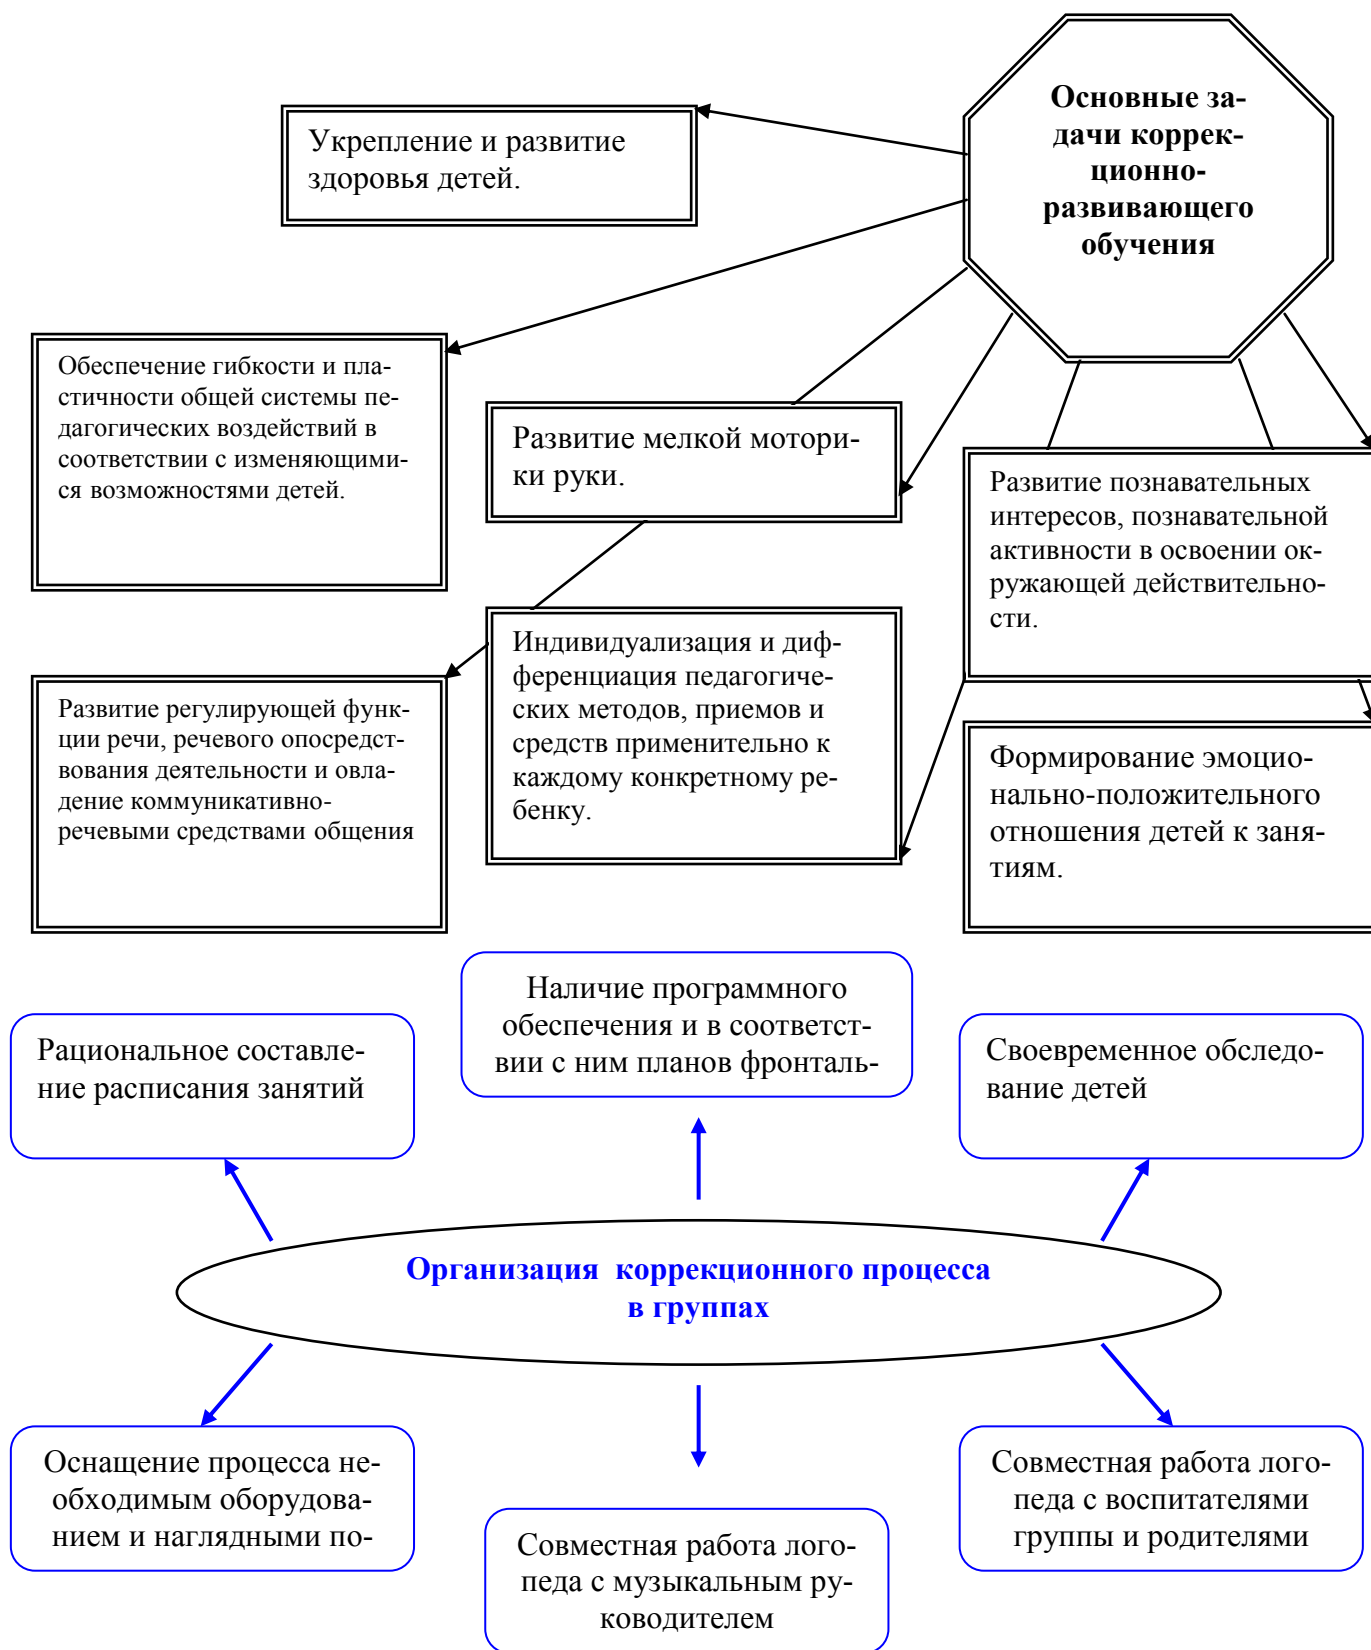 Основные за-
дачи коррек-
ционно-
развивающего
обучения
Укрепление и развитие
здоровья детей.
Обеспечение гибкости и пла-
стичности общей системы пе-
дагогических воздействий в
соответствии с изменяющими-
ся возможностями детей.
Развитие мелкой мотори-
ки руки.
Развитие познавательных
интересов, познавательной
активности в освоении ок-
ружающей действительно-
сти.
Развитие регулирующей функ-
ции речи, речевого опосредст-
вования деятельности и овла-
дение коммуникативно-
речевыми средствами общения
Индивидуализация и диф-
ференциация педагогиче-
ских методов, приемов и
средств применительно к
каждому конкретному ре-
бенку.
Формирование эмоцио-
нально-положительного
отношения детей к заня-
тиям.
Рациональное составле-
ние расписания занятий
Наличие программного
обеспечения и в соответст-
вии с ним планов фронталь-
Своевременное обследо-
вание детей
Организация  коррекционного процесса
в группах
Оснащение процесса не-
обходимым оборудова-
нием и наглядными по-
Совместная работа лого-
педа с музыкальным ру-
ководителем
Совместная работа лого-
педа с воспитателями
группы и родителями